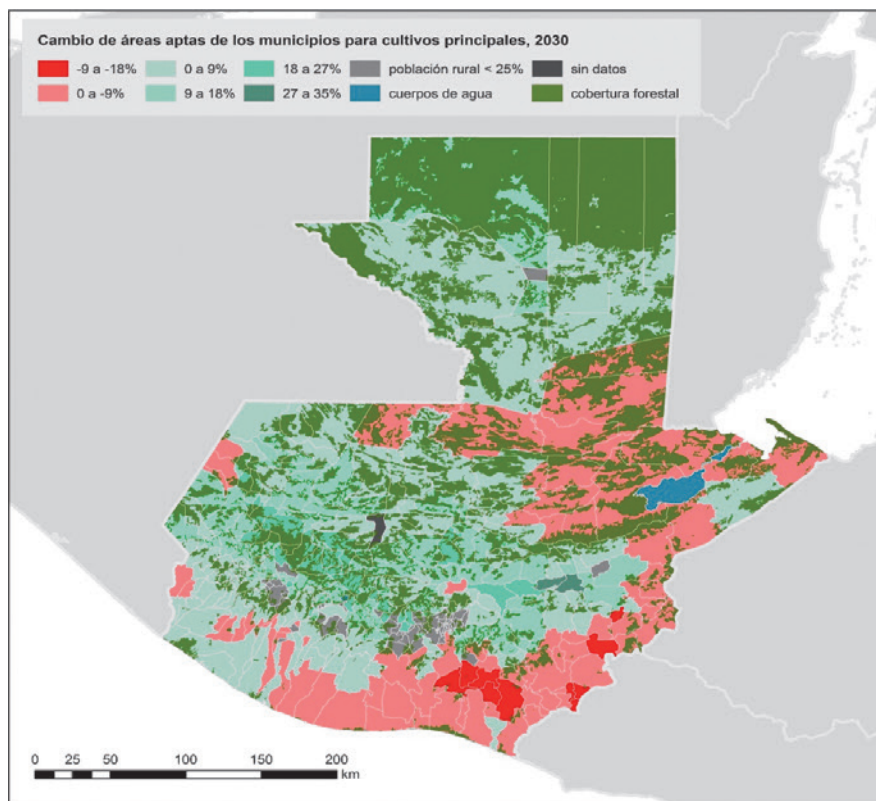 Cambio de áreas aptas de los municipios para cultivos principales, 2030
-9 a -18% 0 a 9% 18 a 27% población rural < 25% sin datos
0 a -9% 9 a 18% 27 a 35% cuerpos de agua cobertura forestal
0 25 50 100 150 200
km